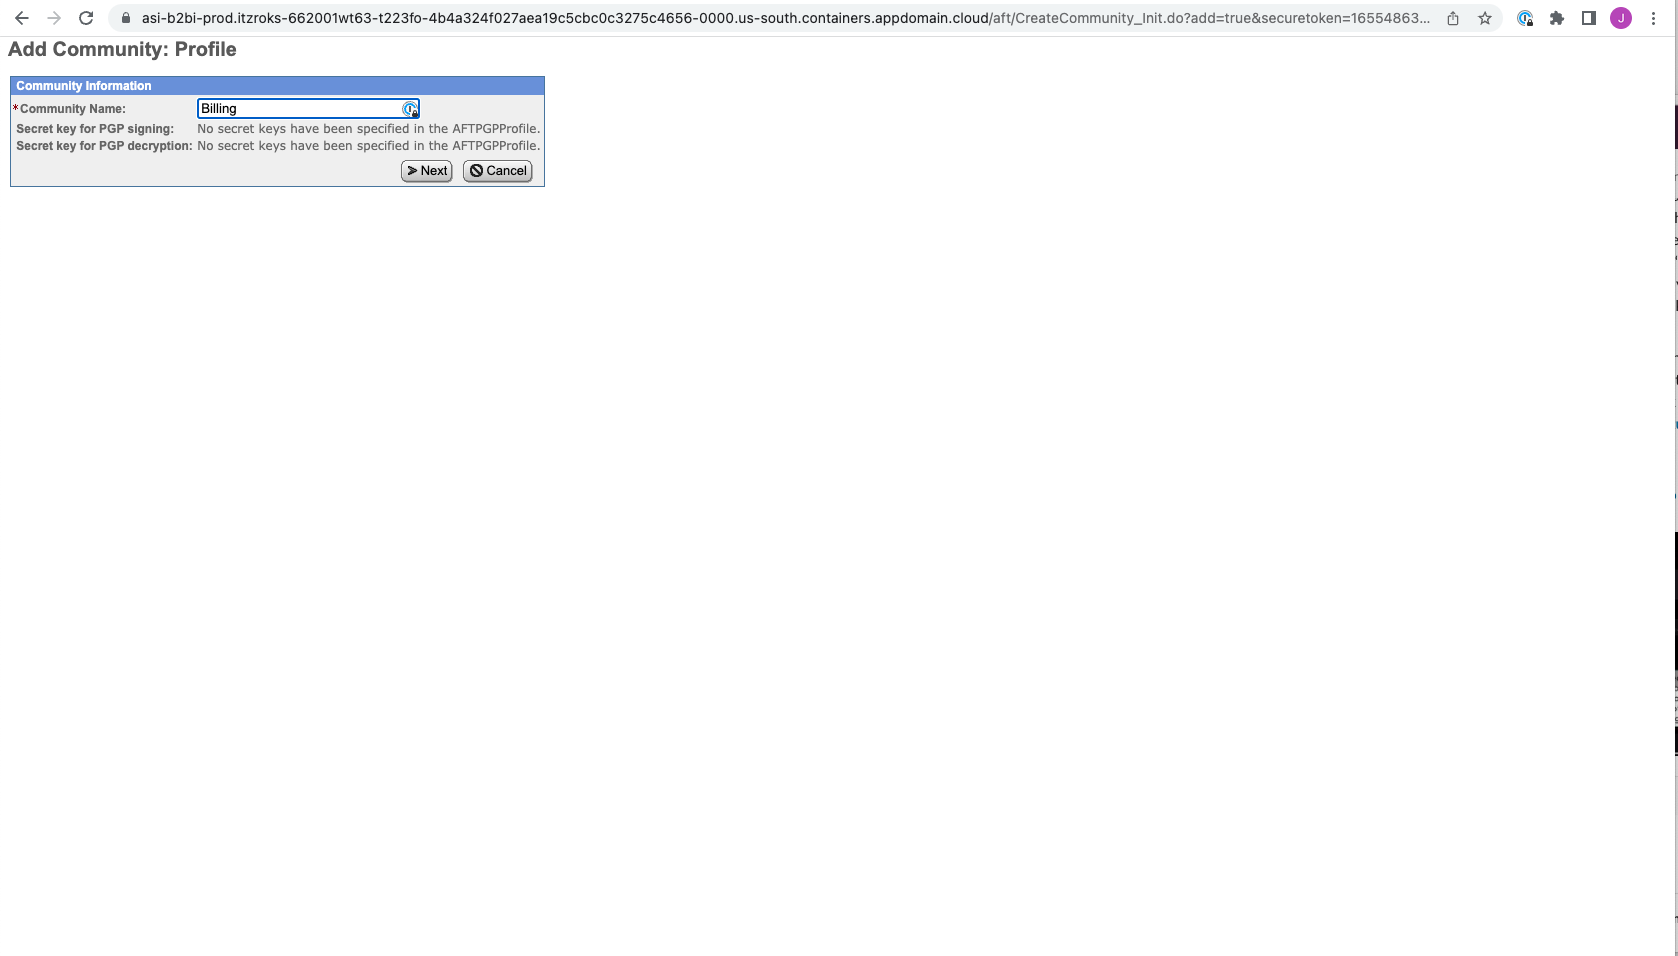 asi-b2bi-prod.itzroks-662001wt63-t223fo-4b4a324f027aea19c5cbc0c3275c4656-0000.us-south.containers.appdomain.cloud/aft/CreateCommunity_Init.do?add=true&securetoken=16554863...
J
Add Community: Profile
Community Information
*Community Name: Billing
Secret key for PGP signing: No secret keys have been specified in the AFTPGPProfile.
Secret key for PGP decryption: No secret keys have been specified in the AFTPGPProfile.
Next Cancel